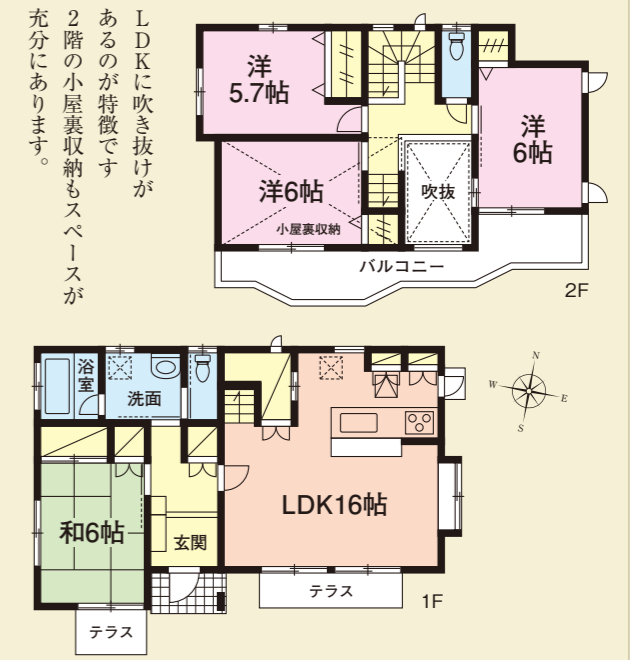 LDKに吹き抜けが
あるのが特徴です
2階の小屋裏収納もスペースが
充分にあります。
洋
5.7帖
洋
6帖
洋6帖
小屋裏収納
吹抜
バルコニー
2F
浴室
洗面
和6帖
玄関
LDK16帖
テラス
テラス
1F
N
W
E
S